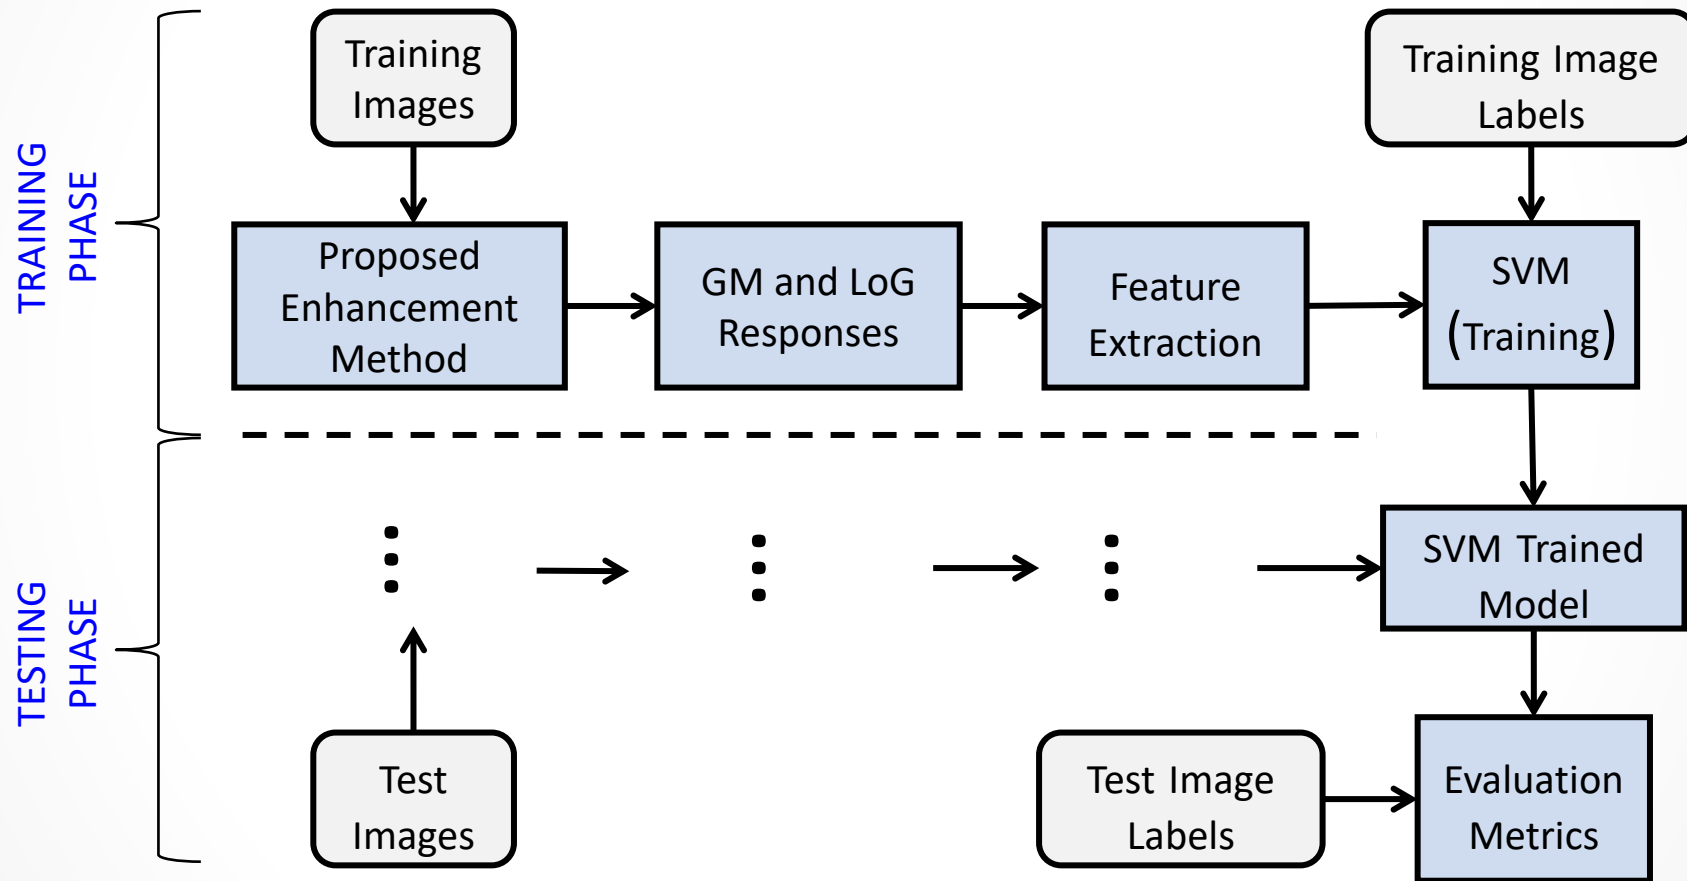 TRAINING
PHASE
Training
Images
Training Image
Labels
Proposed
Enhancement
Method
GM and LoG
Responses
Feature
Extraction
SVM
(Training)
TESTING
PHASE
SVM Trained
Model
Test
Images
Test Image
Labels
Evaluation
Metrics